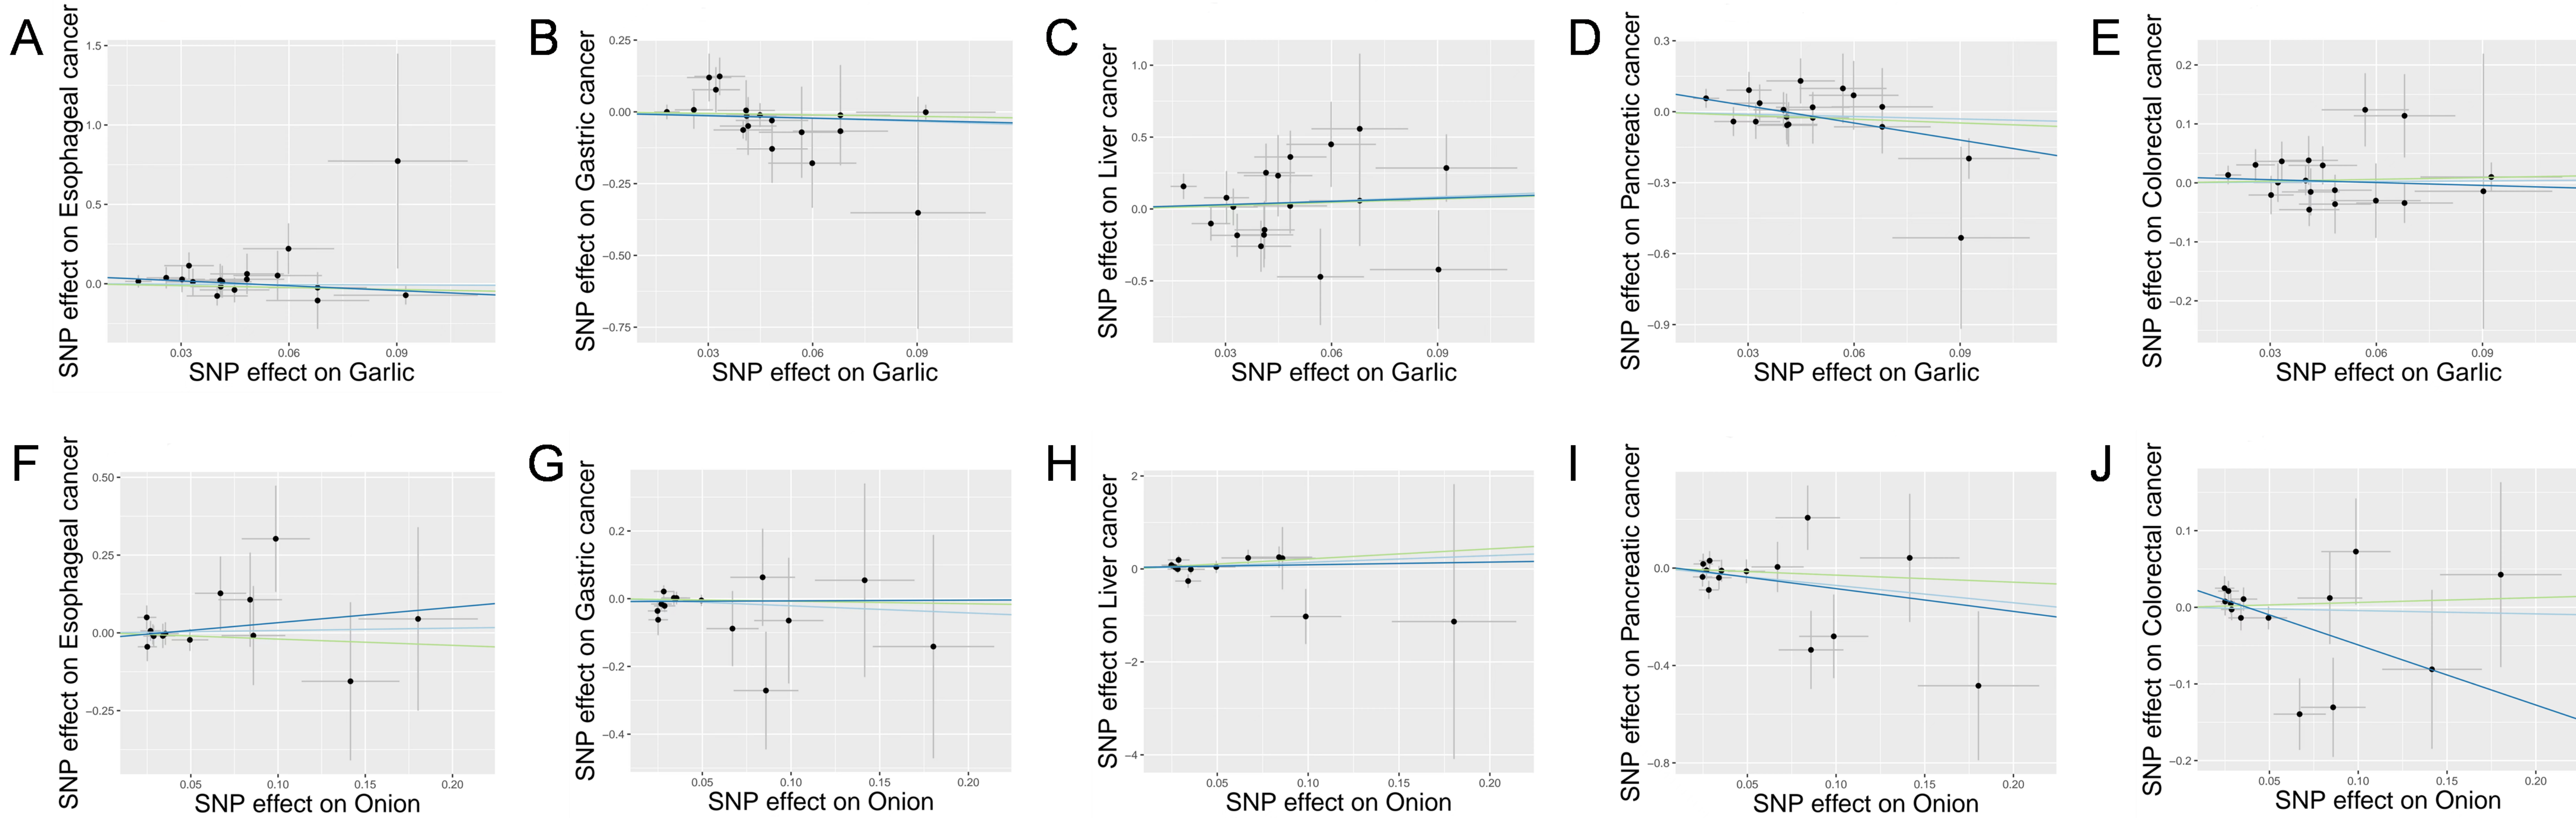 A
SNP effect on Esophageal cancer
1.5
1.0
0.5
0.0
0.03 0.06 0.09
SNP effect on Garlic
B
SNP effect on Gastric cancer
0.25
0.00
−0.25
−0.50
−0.75
0.03 0.06 0.09
SNP effect on Garlic
C
SNP effect on Liver cancer
1.0
0.5
0.0
−0.5
0.03 0.06 0.09
SNP effect on Garlic
D
SNP effect on Pancreatic cancer
0.3
0.0
−0.3
−0.6
−0.9
0.03 0.06 0.09
SNP effect on Garlic
E
SNP effect on Colorectal cancer
0.2
0.1
0.0
−0.1
−0.2
0.03 0.06 0.09
SNP effect on Garlic
F
SNP effect on Esophageal cancer
0.50
0.25
0.00
−0.25
0.05 0.10 0.15 0.20
SNP effect on Onion
G
SNP effect on Gastric cancer
0.2
0.0
−0.2
−0.4
0.05 0.10 0.15 0.20
SNP effect on Onion
H
SNP effect on Liver cancer
2
0
−2
−4
0.05 0.10 0.15 0.20
SNP effect on Onion
I
SNP effect on Pancreatic cancer
0.0
−0.4
−0.8
0.05 0.10 0.15 0.20
SNP effect on Onion
J
SNP effect on Colorectal cancer
0.1
0.0
−0.1
−0.2
0.05 0.10 0.15 0.20
SNP effect on Onion